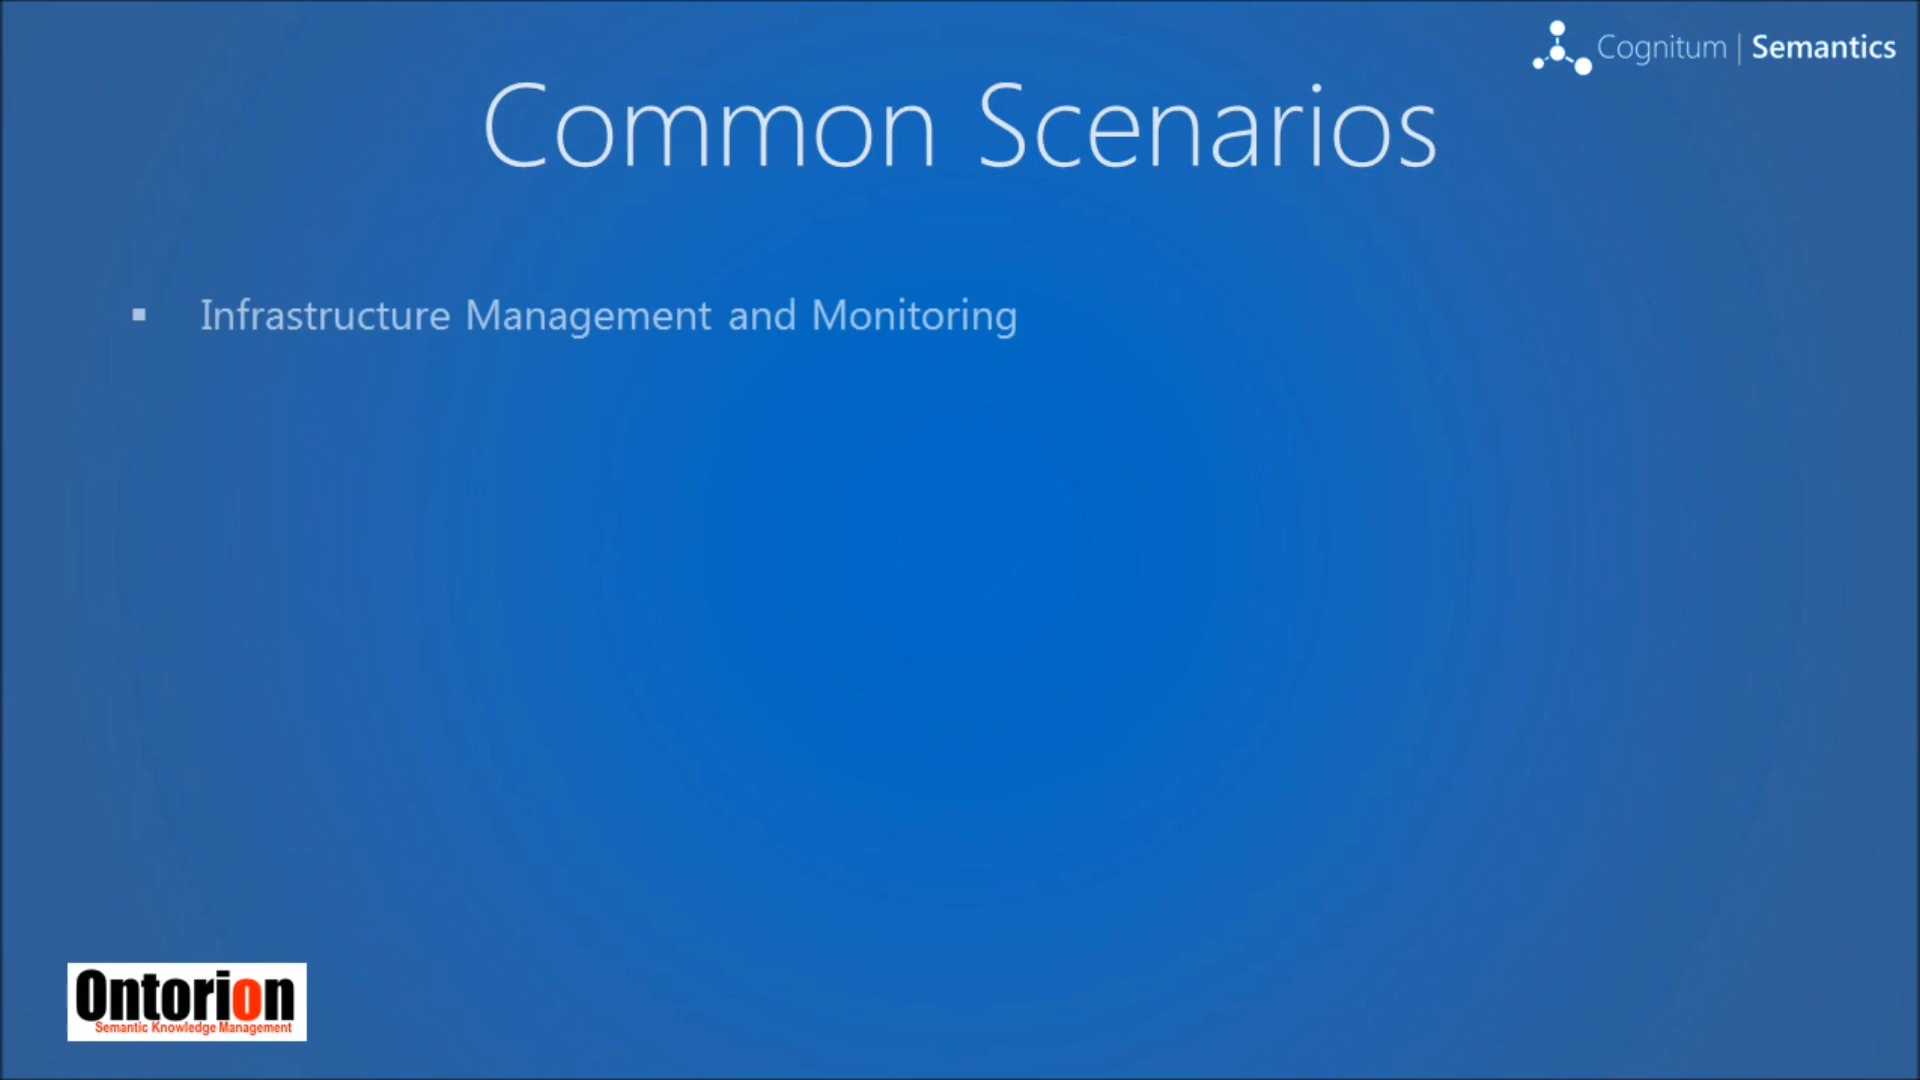 Cognitum | Semantics
Common Scenarios
▪ Infrastructure Management and Monitoring
Ontorion
Semantic Knowledge Management